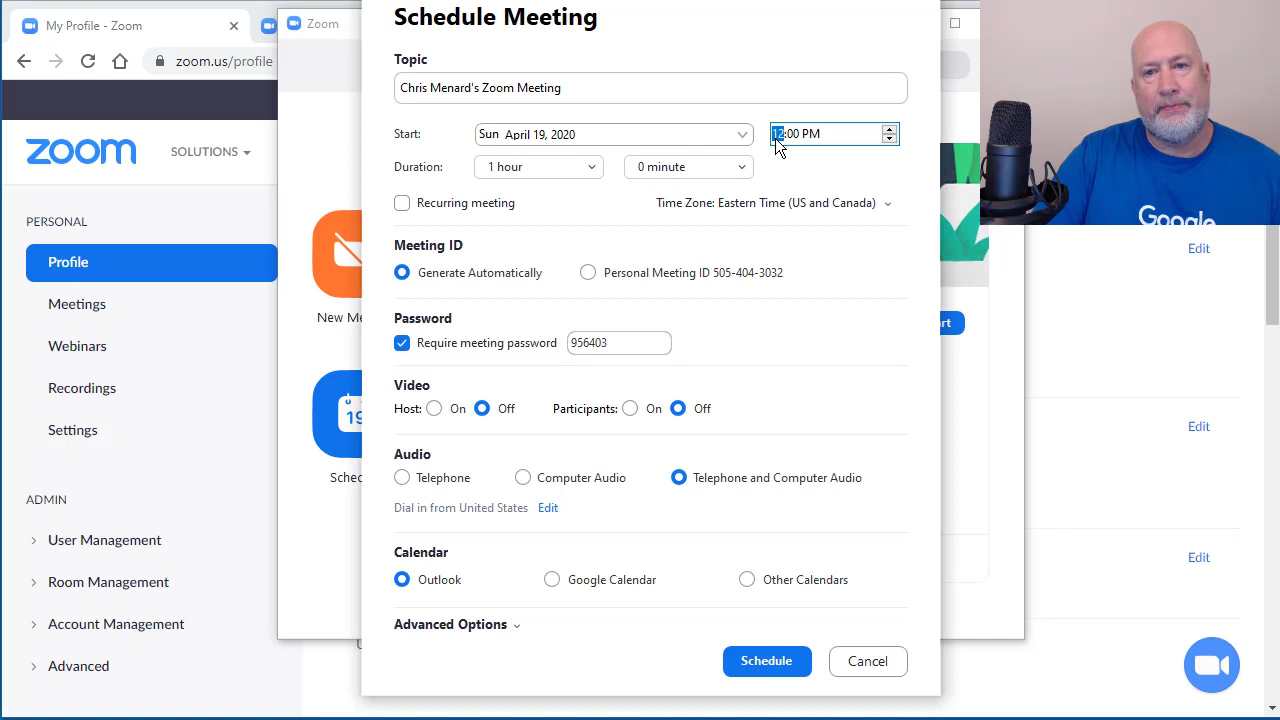 My Profile - Zoom
Zoom
zoom.us/profile
zoom
SOLUTIONS
PERSONAL
Profile
Meetings
Webinars
Recordings
Settings
ADMIN
User Management
Room Management
Account Management
Advanced
New Me
19
Sched
Schedule Meeting
Topic
Chris Menard's Zoom Meeting
Start: Sun April 19, 2020 12:00 PM
Duration: 1 hour 0 minute
Recurring meeting Time Zone: Eastern Time (US and Canada)
Meeting ID
Generate Automatically Personal Meeting ID 505-404-3032
Password
Require meeting password 956403
Video
Host: On Off Participants: On Off
Audio
Telephone Computer Audio Telephone and Computer Audio
Dial in from United States Edit
Calendar
Outlook Google Calendar Other Calendars
Advanced Options
Schedule Cancel
Google
Edit
art
Edit
Edit